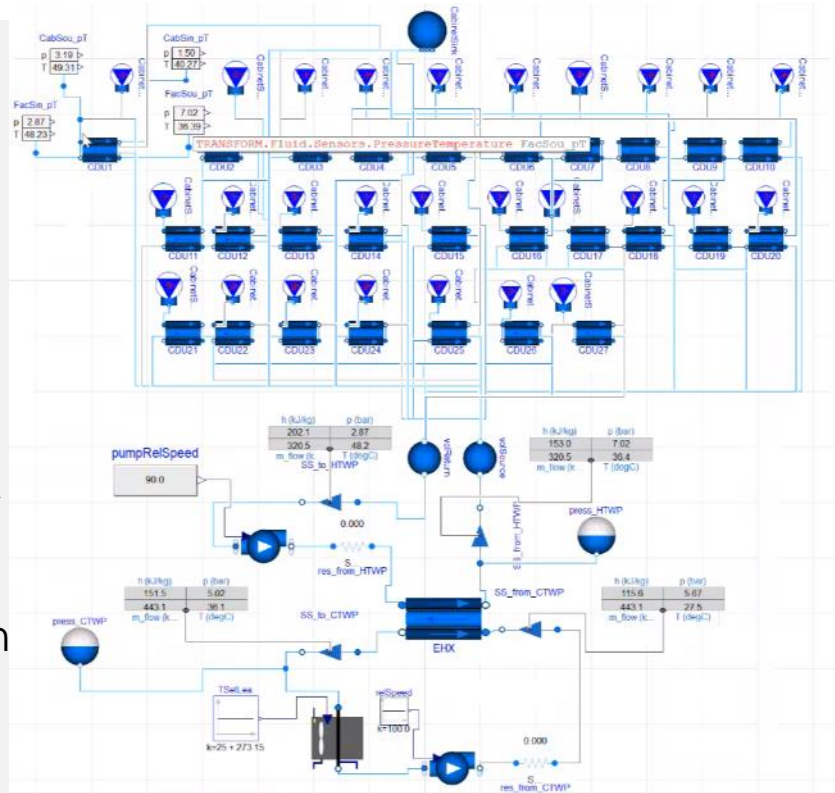 CabSou_pT
p 3.19
T 49.31
CabSin_pT
p 1.50
T 40.27
FacSin_pT
p 2.87
T 48.23
FacSou_pT
p 7.02
T 36.39
CabinetSink
TRANSFORM.Fluid.Sensors.PressureTemperature FacSou_pT
CDU1 CDU2 CDU3 CDU4 CDU5 CDU6 CDU7 CDU8 CDU9 CDU10
CDU11 CDU12 CDU13 CDU14 CDU15 CDU16 CDU17 CDU18 CDU19 CDU20
CDU21 CDU22 CDU23 CDU24 CDU25 CDU26 CDU27
h (kJ/kg) p (bar)
202.1 2.87
320.5 48.2
m_flow (k... T (degC)
SS_to_HTWP
volReturn
volSource
h (kJ/kg) p (bar)
153.0 7.02
320.5 36.4
m_flow (k... T (degC)
pumpRelSpeed
90.0
0.000
S...
res_from_HTWP
SS_from_HTWP
press_HTWP
h (kJ/kg) p (bar)
151.5 5.02
443.1 36.1
m_flow (k... T (degC)
SS_to_CTWP
SS_from_CTWP
h (kJ/kg) p (bar)
115.6 5.67
443.1 27.5
m_flow (k... T (degC)
press_CTWP
EHX
TSetLea
k=25 + 273.15
relSpeed
k=100.0
0.000
S...
res_from_CTWP
n